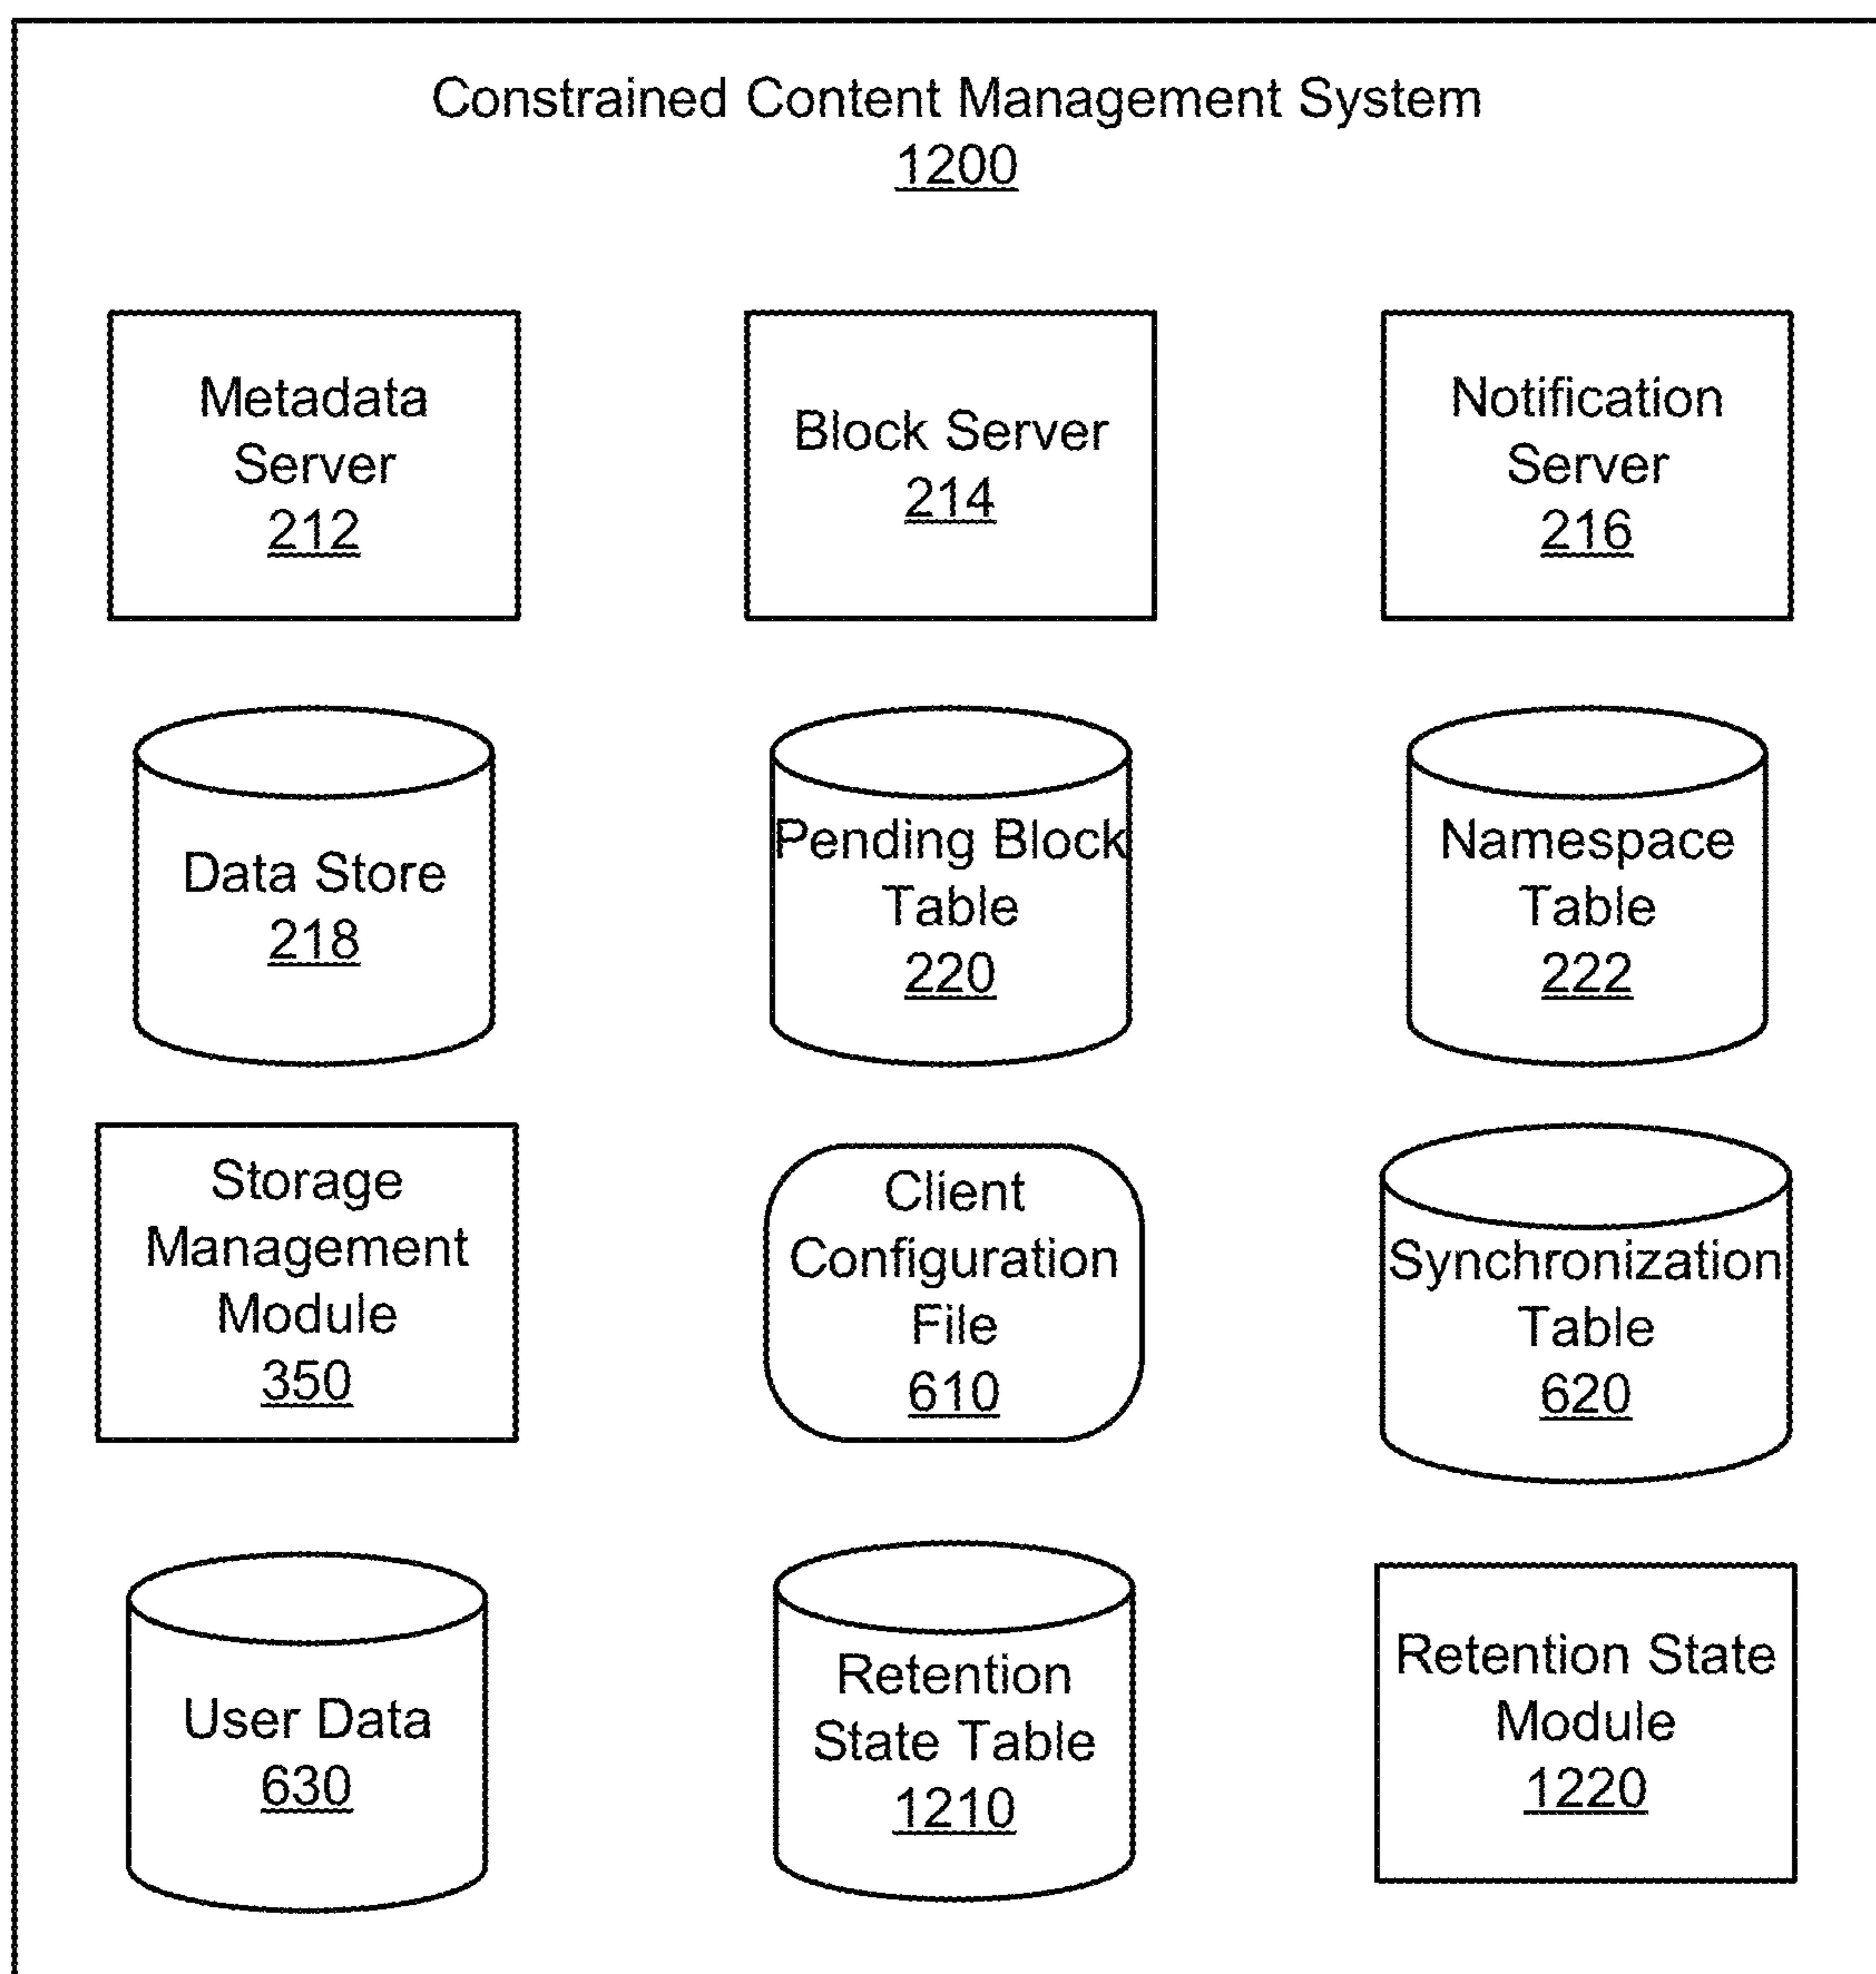 Constrained Content Management System
1200
Metadata
Server
212
Block Server
214
Notification
Server
216
Data Store
218
Pending Block
Table
220
Namespace
Table
222
Storage
Management
Module
350
Client
Configuration
File
610
Synchronization
Table
620
User Data
630
Retention
State Table
1210
Retention State
Module
1220